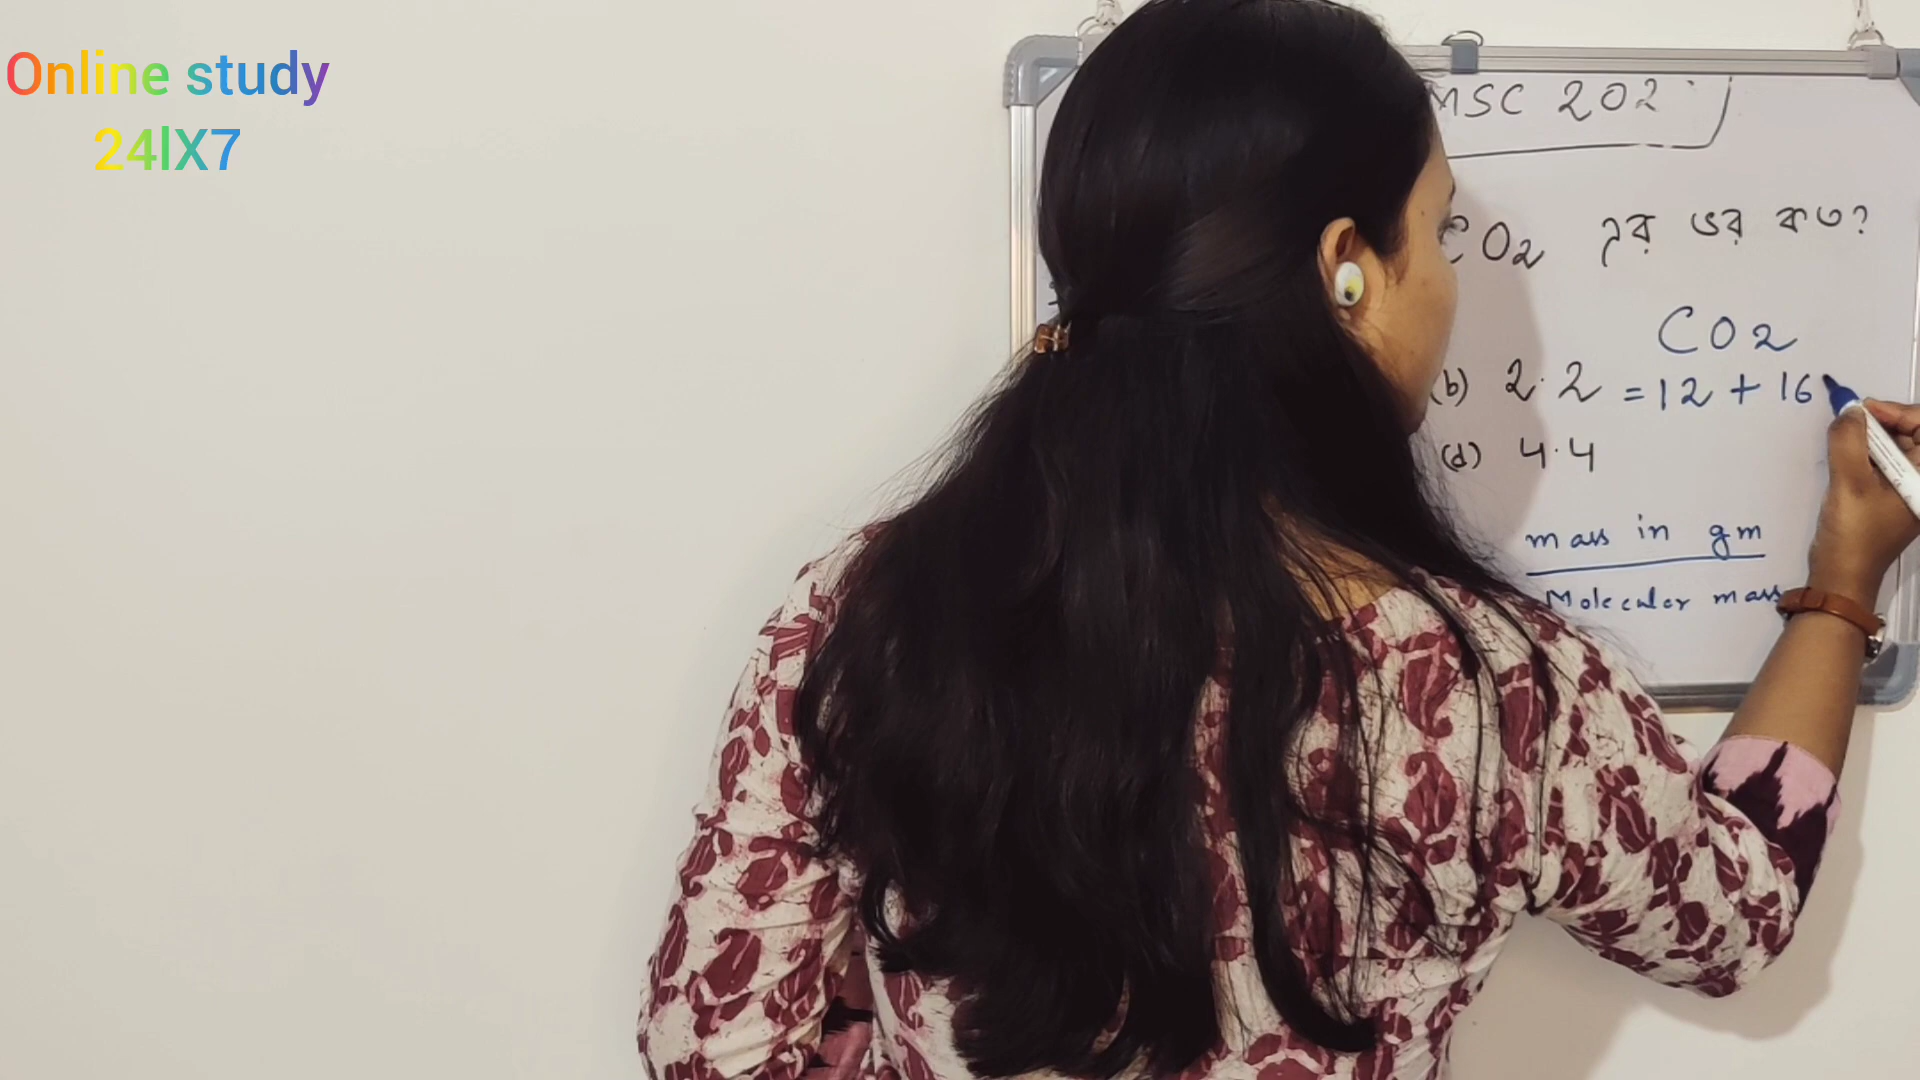 Online study
24lX7
MSC 202
CO2 এর ভর কত?
CO2
(b) 2.2 = 12 + 16
(d) 4.4
mass in gm
Molecular mass